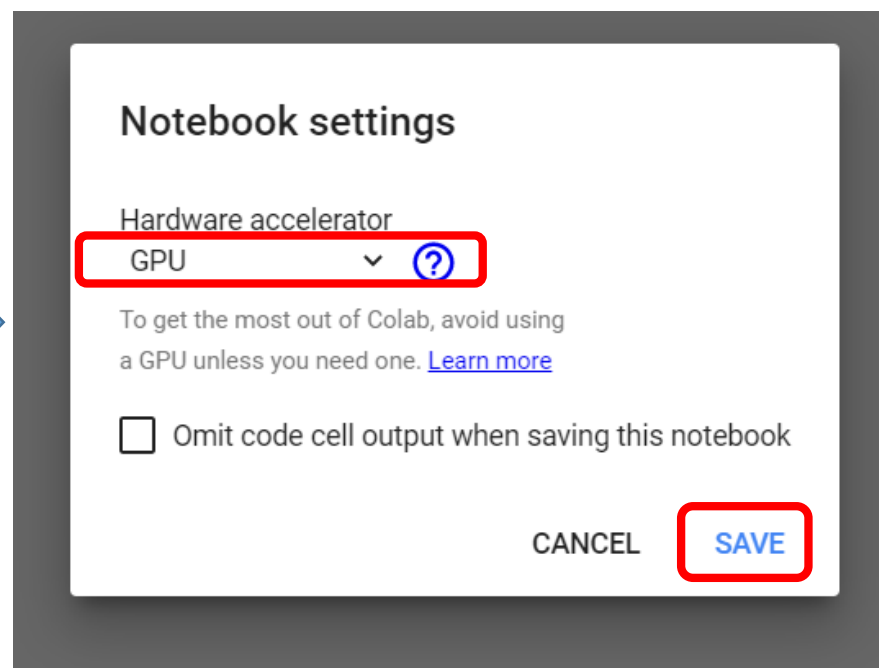 Notebook settings
Hardware accelerator
GPU
To get the most out of Colab, avoid using
a GPU unless you need one. Learn more
Omit code cell output when saving this notebook
CANCEL SAVE